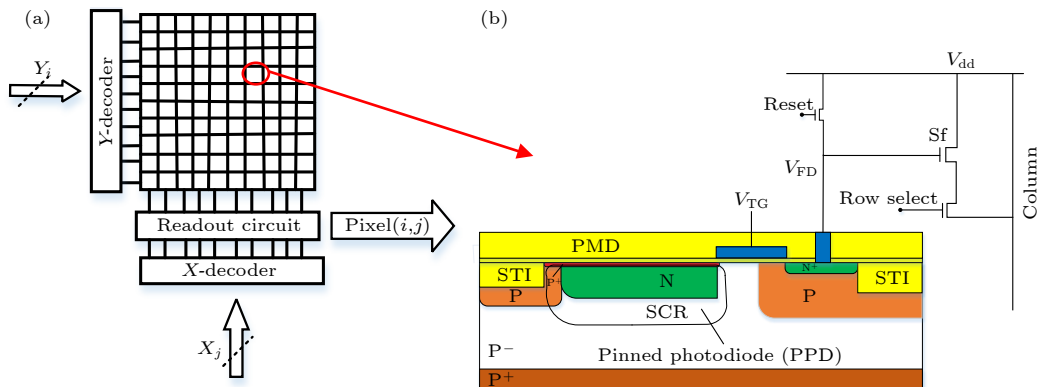 (a)
Y_i
Y-decoder
Readout circuit
X-decoder
Pixel(i,j)
X_j
(b)
V_dd
Reset
Sf
V_FD
Row select
Column
V_TG
PMD
STI
P+
N
N+
STI
P
P
SCR
Pinned photodiode (PPD)
P−
P+